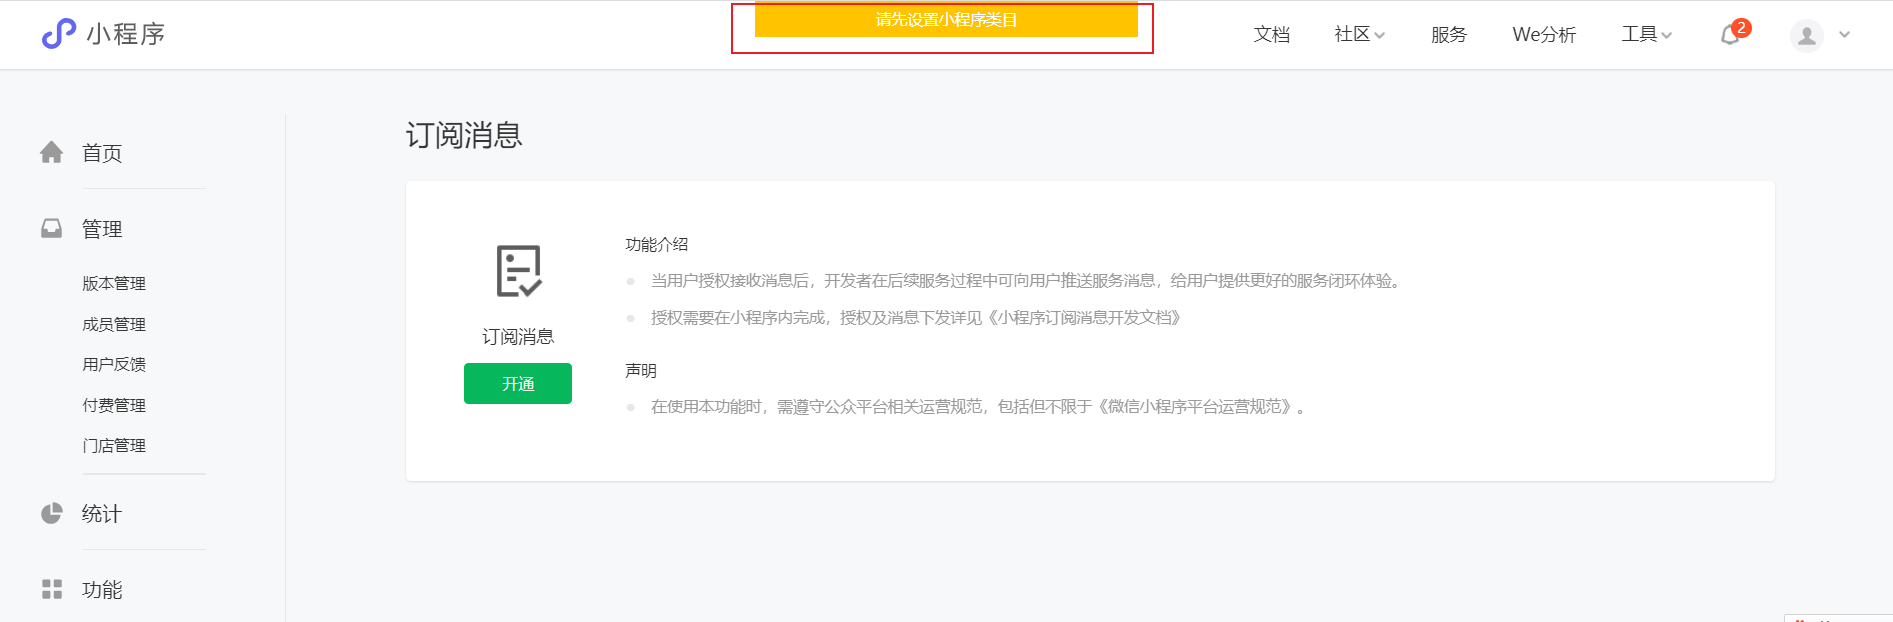 小程序
请先设置小程序类目
文档
社区
服务
We分析
工具
2
首页
管理
版本管理
成员管理
用户反馈
付费管理
门店管理
统计
功能
订阅消息
订阅消息
开通
功能介绍
当用户授权接收消息后，开发者在后续服务过程中可向用户推送服务消息，给用户提供更好的服务闭环体验。
授权需要在小程序内完成，授权及消息下发详见《小程序订阅消息开发文档》
声明
在使用本功能时，需遵守公众平台相关运营规范，包括但不限于《微信小程序平台运营规范》。